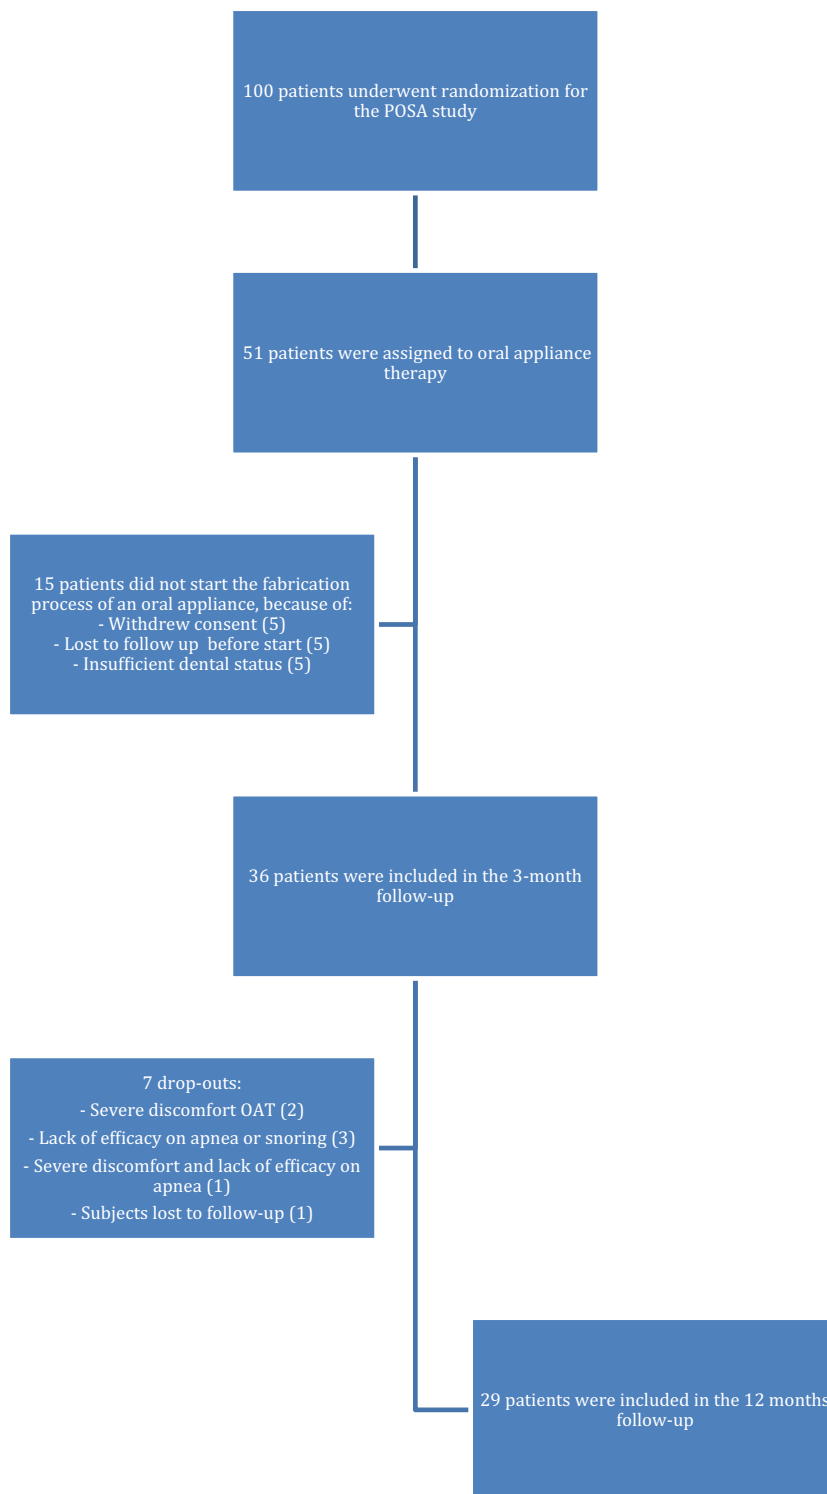 100 patients underwent randomization for
the POSA study
51 patients were assigned to oral appliance
therapy
15 patients did not start the fabrication
process of an oral appliance, because of:
- Withdrew consent (5)
- Lost to follow up  before start (5)
- Insufficient dental status (5)
36 patients were included in the 3-month
follow-up
7 drop-outs:
- Severe discomfort OAT (2)
- Lack of efficacy on apnea or snoring (3)
- Severe discomfort and lack of efficacy on
apnea (1)
- Subjects lost to follow-up (1)
29 patients were included in the 12 months
follow-up